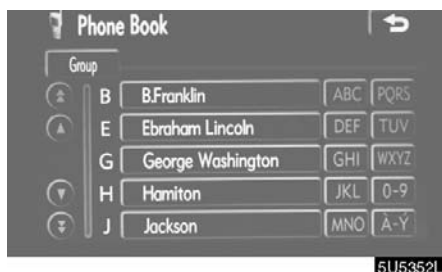 Phone Book
Group
B B.Franklin ABC PQRS
E Ebraham Lincoln DEF TUV
G George Washington GHI WXYZ
H Hamiton JKL 0-9
J Jackson MNO À-Ý
5U5352L